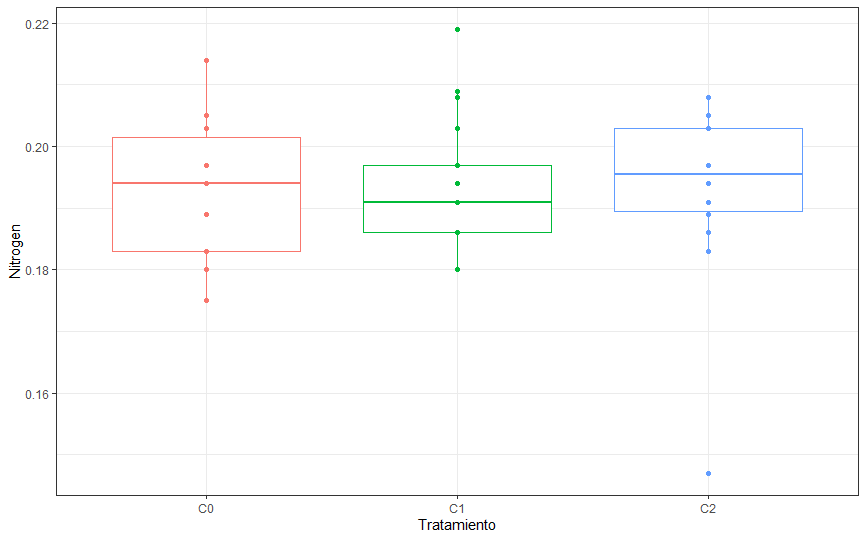 Nitrogen
0.22
0.20
0.18
0.16
C0
C1
C2
Tratamiento